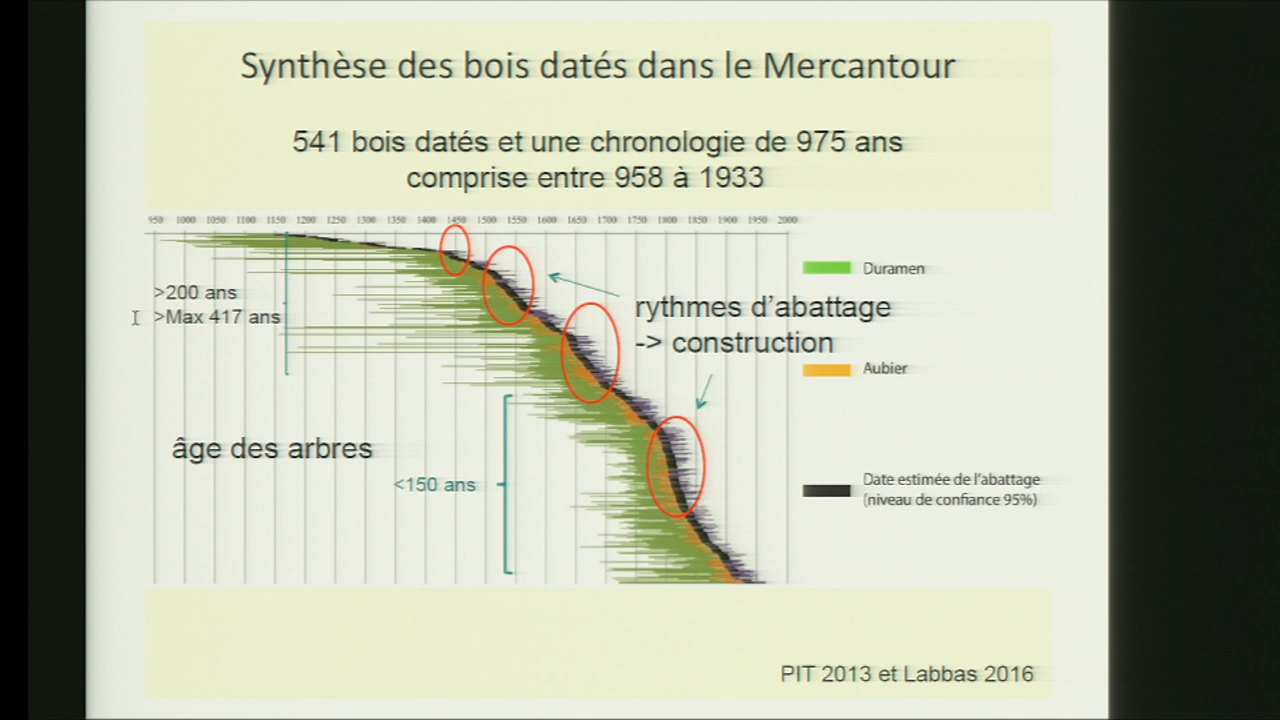 Synthèse des bois datés dans le Mercantour
541 bois datés et une chronologie de 975 ans
comprise entre 958 à 1933
950 1000 1050 1100 1150 1200 1250 1300 1350 1400 1450 1500 1550 1600 1650 1700 1750 1800 1850 1900 1950 2000
>200 ans
>Max 417 ans
rythmes d'abattage
-> construction
âge des arbres
<150 ans
Duramen
Aubier
Date estimée de l'abattage
(niveau de confiance 95%)
PIT 2013 et Labbas 2016